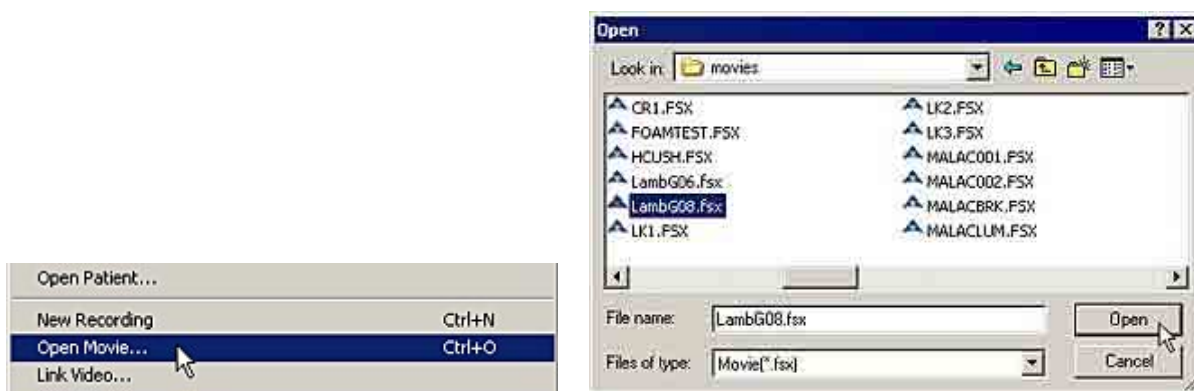 Open Patient...
New Recording Ctrl+N
Open Movie... Ctrl+O
Link Video...
Open
Look in: movies
CR1.FSX LK2.FSX
FOAMTEST.FSX LK3.FSX
HCUSH.FSX MALAC001.FSX
LambG06.fsx MALAC002.FSX
LambG08.fsx MALACBRK.FSX
LK1.FSX MALACLUM.FSX
File name: LambG08.fsx Open
Files of type: Movie(*.fsx) Cancel